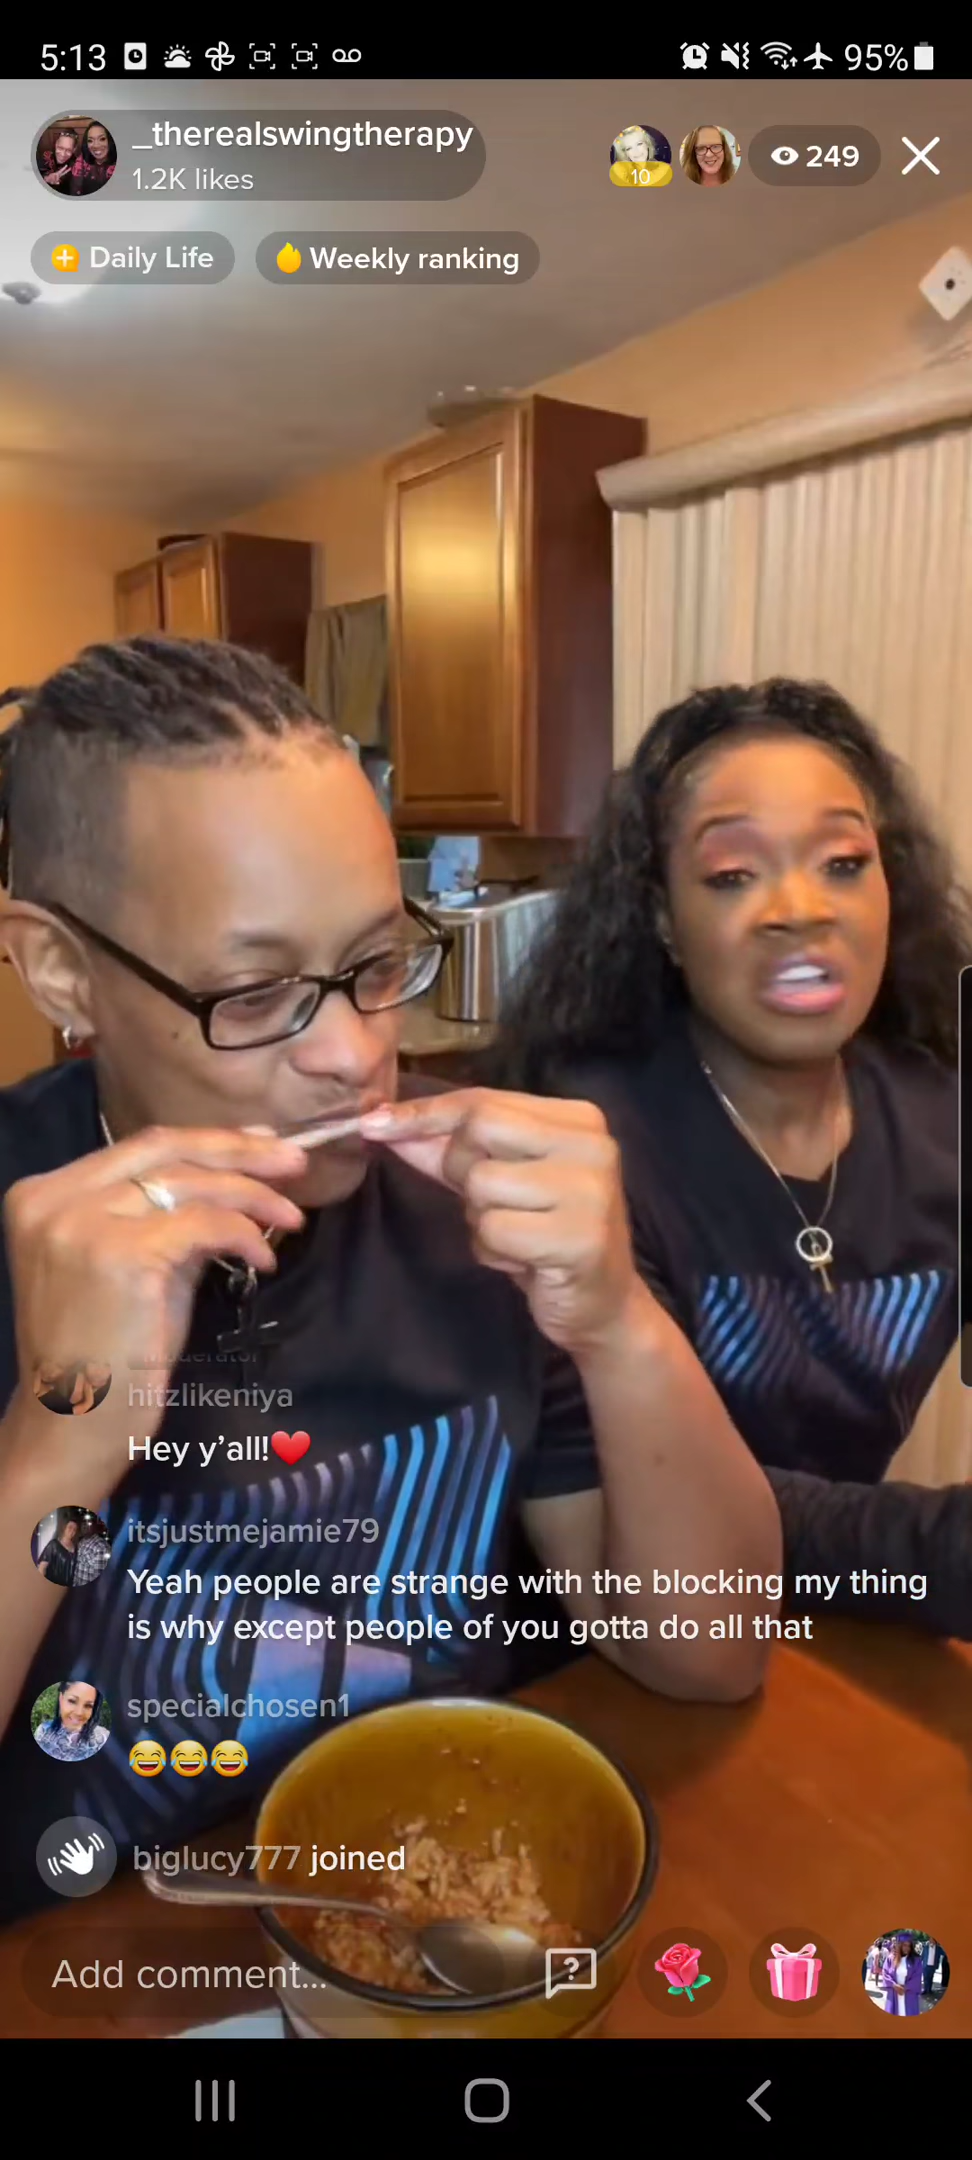 5:13 95%
_therealswingtherapy
1.2K likes
10
249
Daily Life
Weekly ranking
Moderator
hitzlikeniya
Hey y’all!❤️
itsjustmejamie79
Yeah people are strange with the blocking my thing
is why except people of you gotta do all that
specialchosen1
😂😂😂
biglucy777 joined
Add comment...